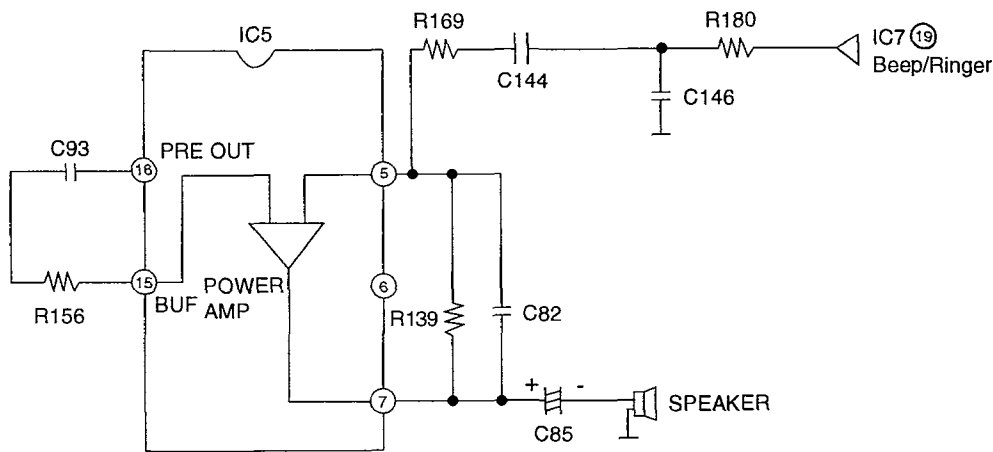 IC5
R169
C144
R180
IC7 19
Beep/Ringer
C146
C93
16 PRE OUT
5
15
BUF
R156
POWER
AMP
6
R139
C82
7
+ -
C85
SPEAKER